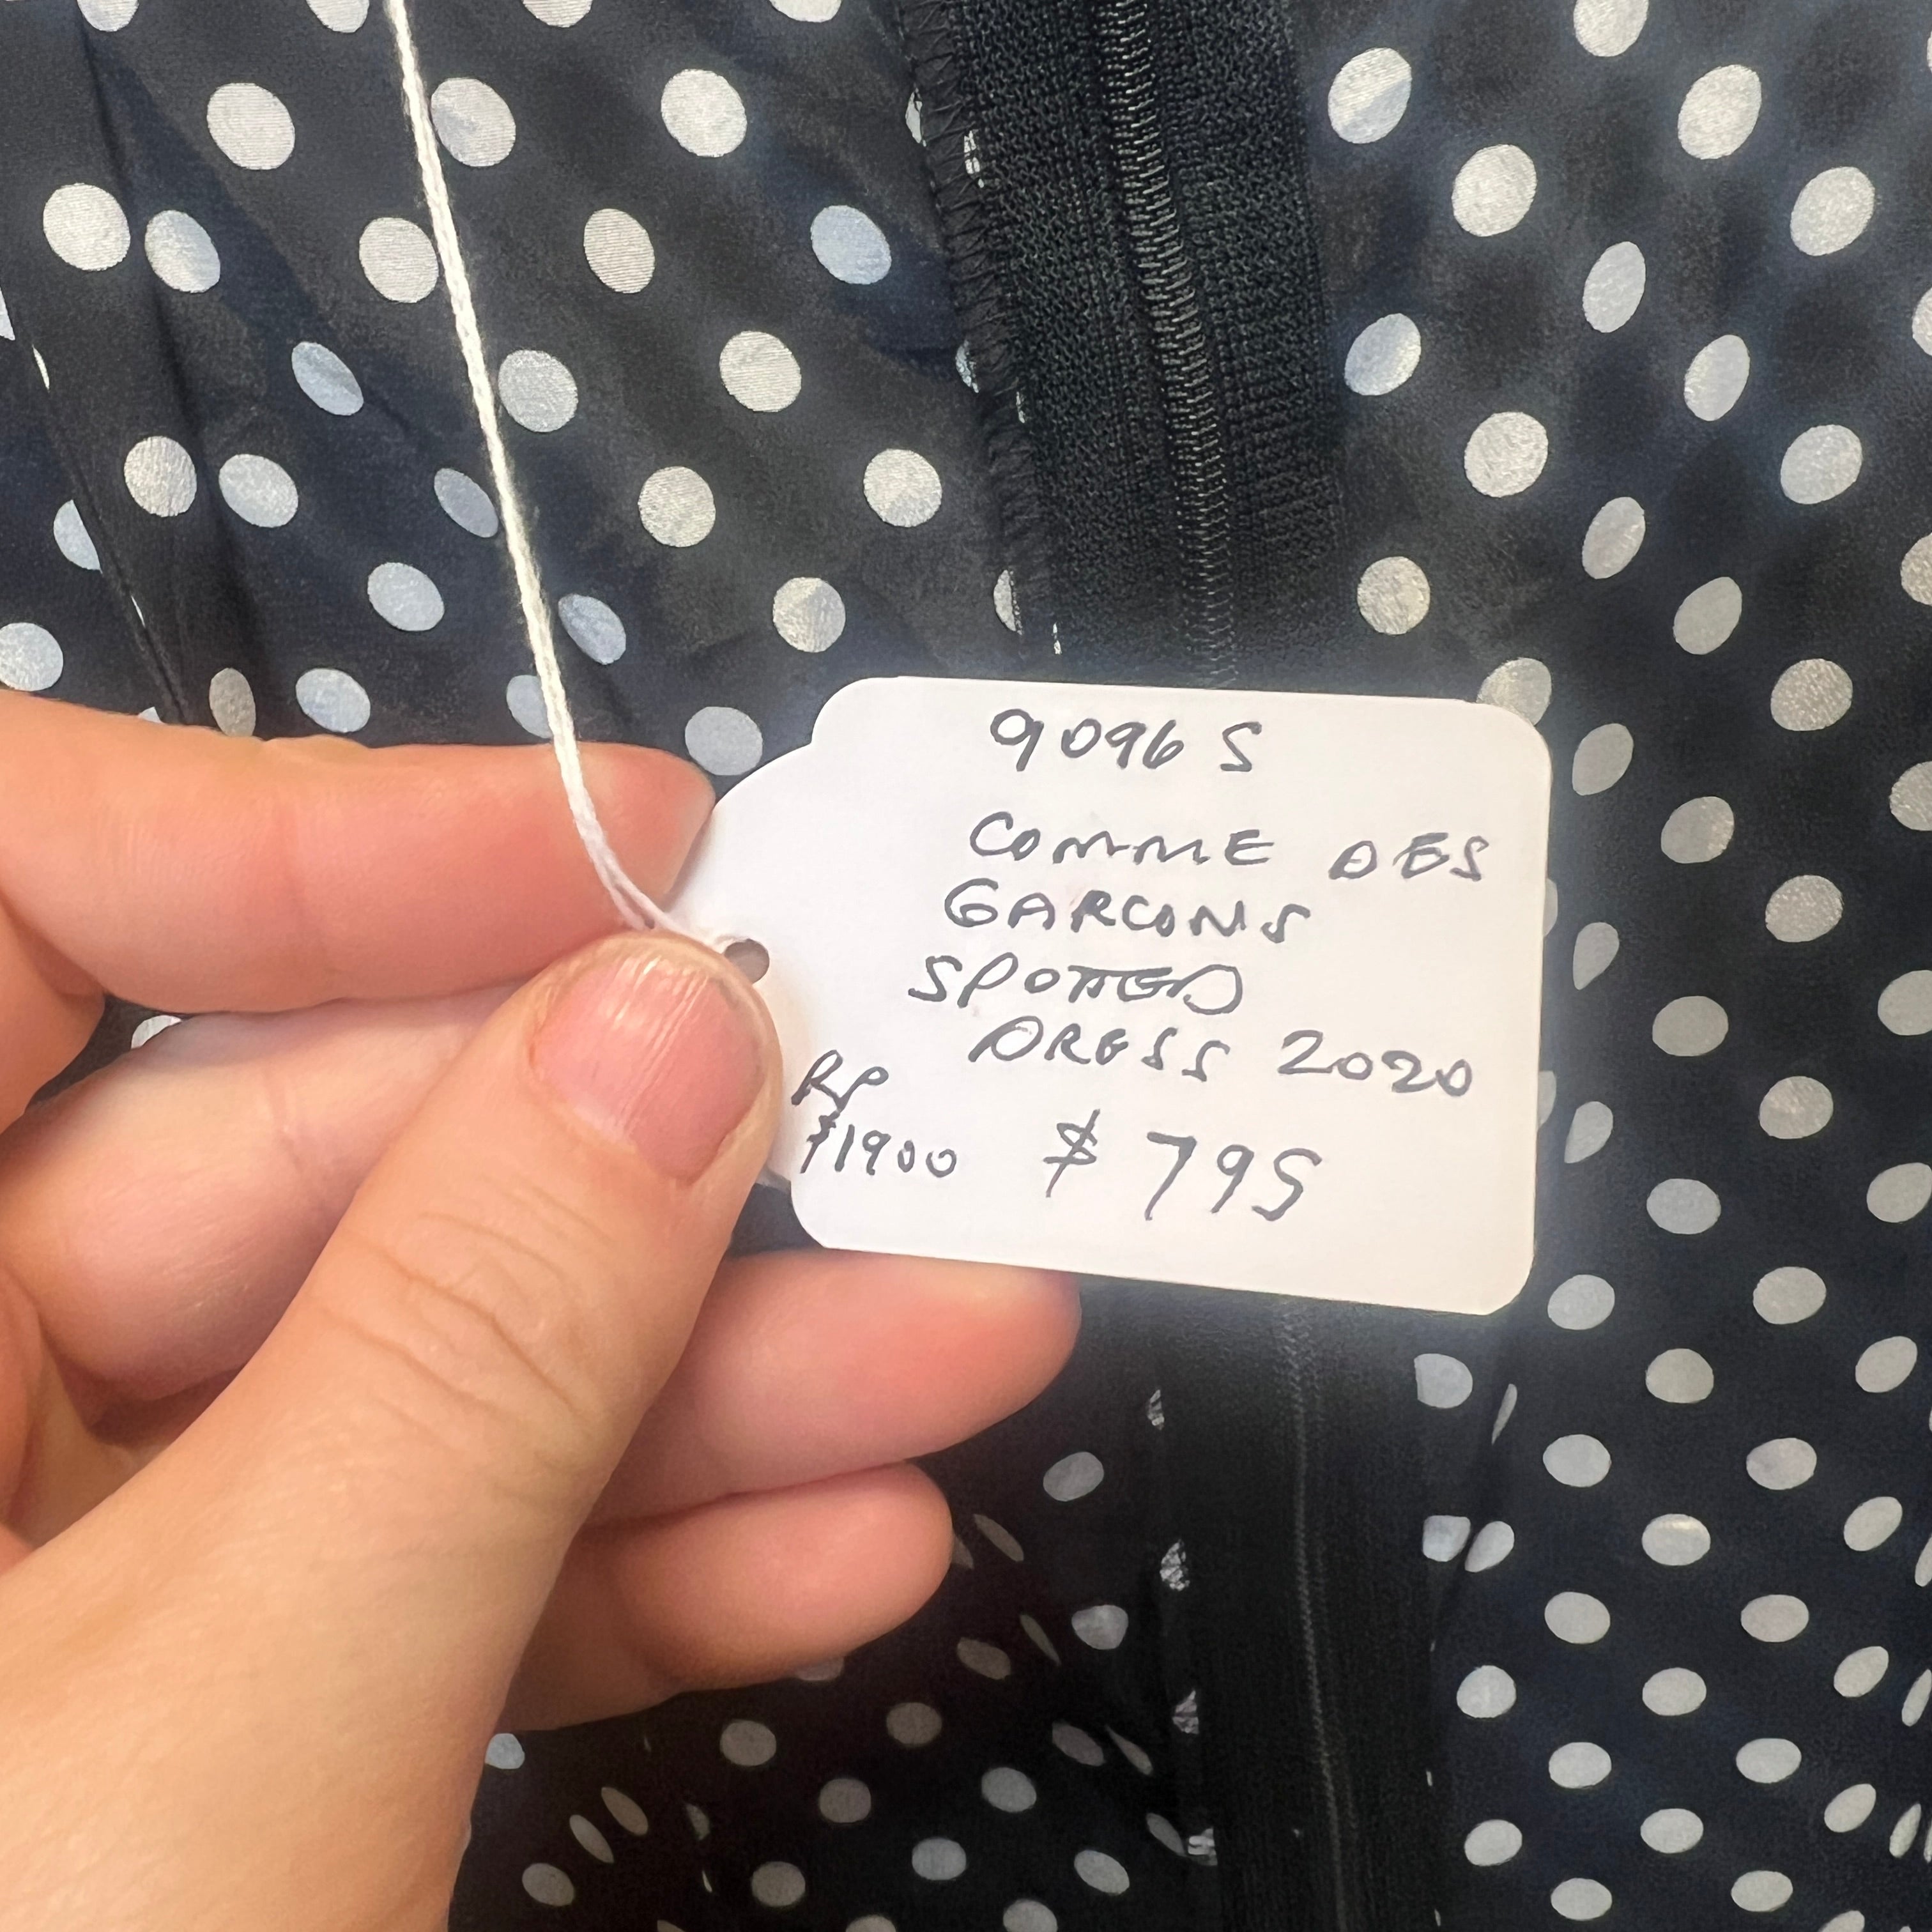 9096 S
COMME DES
GARCONS
SPOTTED
DRESS 2020
RP
$1900
$ 795